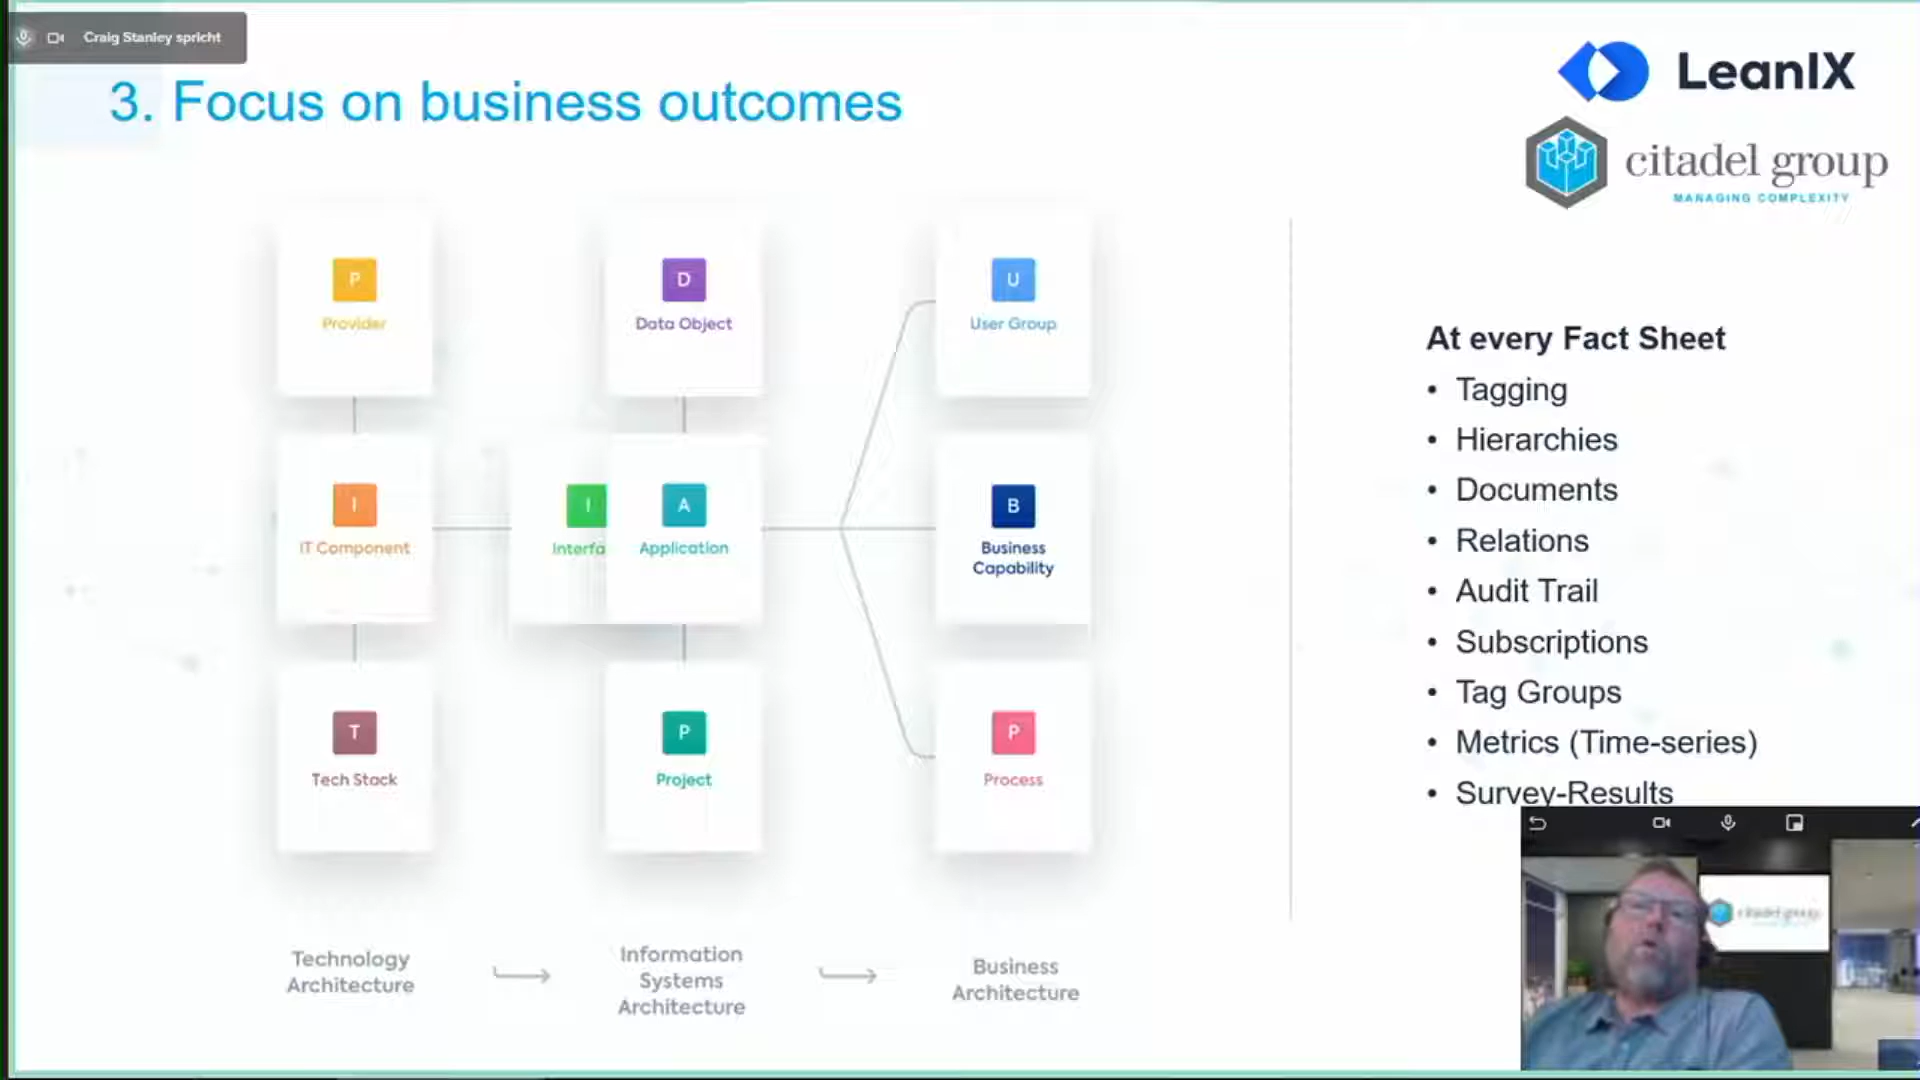 Craig Stanley spricht
3. Focus on business outcomes
LeanIX
citadel group
MANAGING COMPLEXITY
P
Provider
D
Data Object
U
User Group
I
IT Component
I
Interfa
A
Application
B
Business
Capability
T
Tech Stack
P
Project
P
Process
Technology
Architecture
Information
Systems
Architecture
Business
Architecture
At every Fact Sheet
• Tagging
• Hierarchies
• Documents
• Relations
• Audit Trail
• Subscriptions
• Tag Groups
• Metrics (Time-series)
• Survey-Results
citadel group